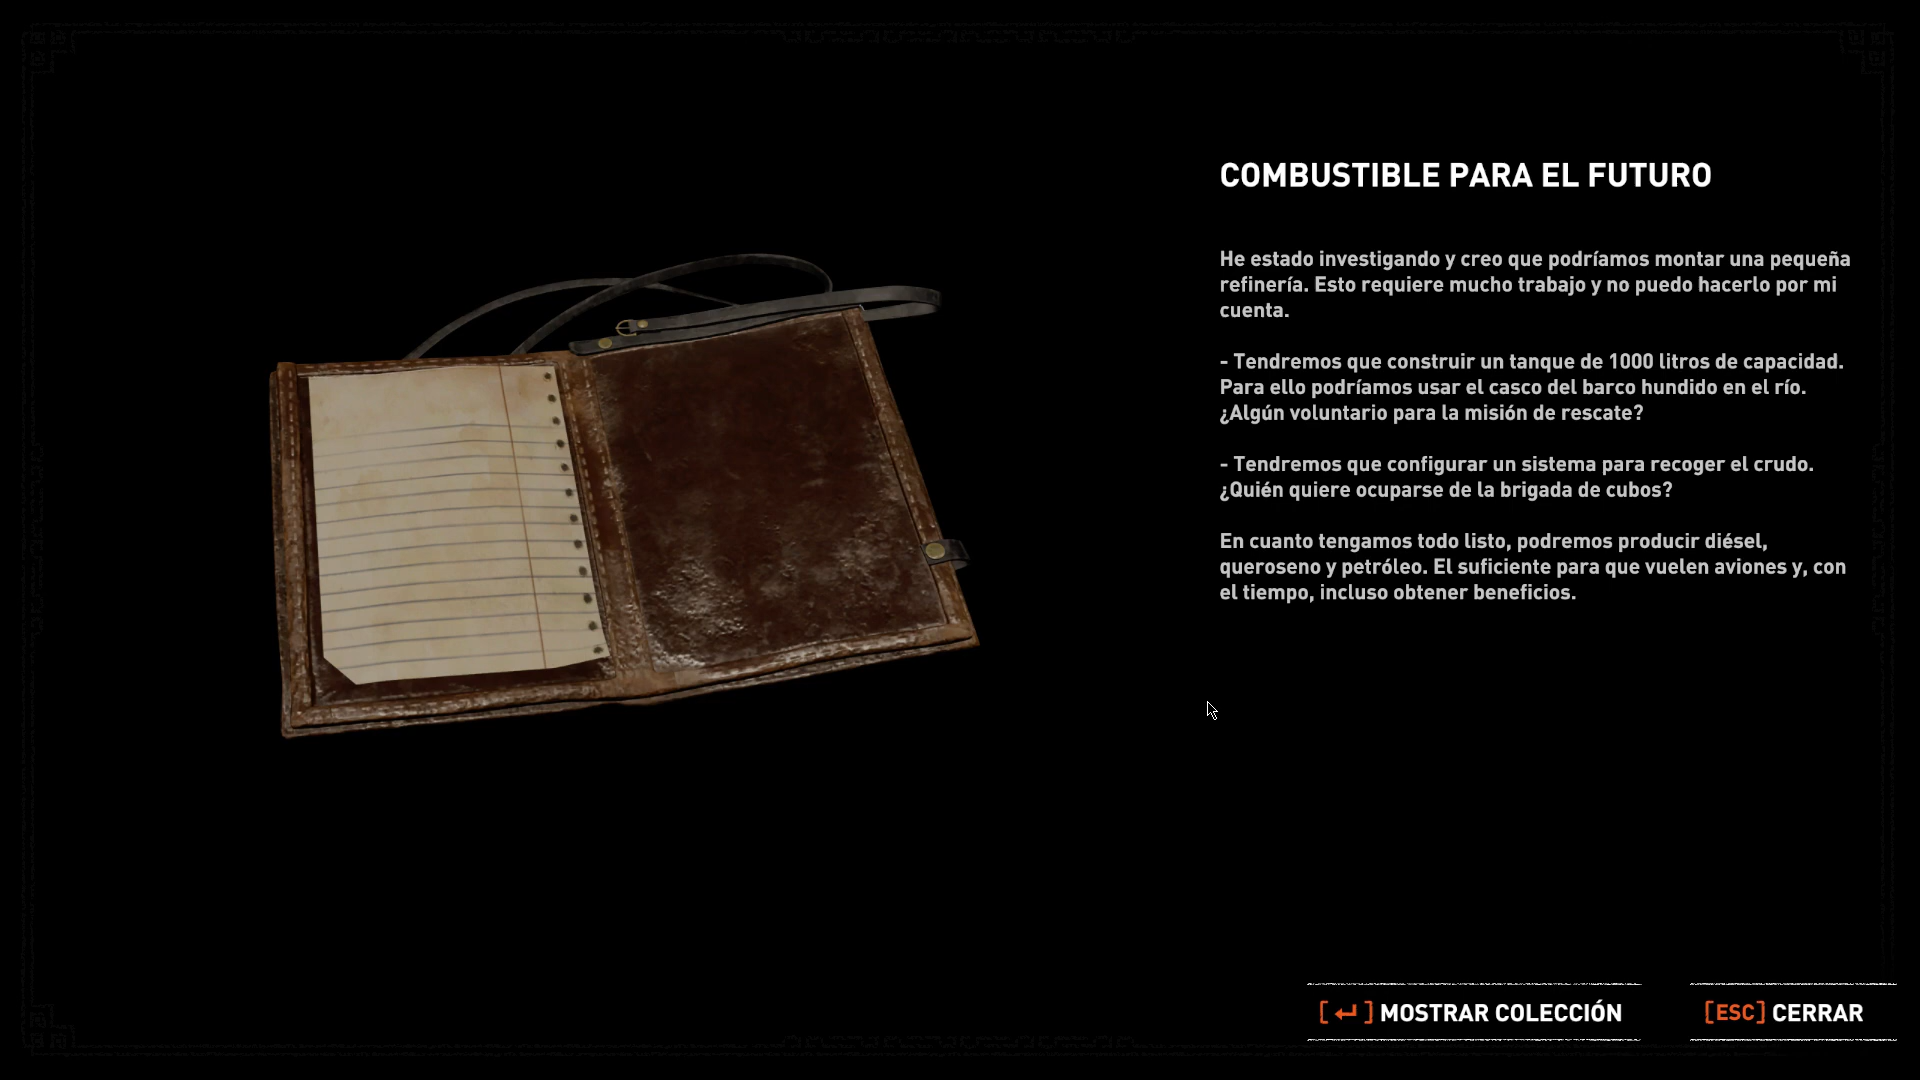 COMBUSTIBLE PARA EL FUTURO
He estado investigando y creo que podríamos montar una pequeña
refinería. Esto requiere mucho trabajo y no puedo hacerlo por mi
cuenta.
- Tendremos que construir un tanque de 1000 litros de capacidad.
Para ello podríamos usar el casco del barco hundido en el río.
¿Algún voluntario para la misión de rescate?
- Tendremos que configurar un sistema para recoger el crudo.
¿Quién quiere ocuparse de la brigada de cubos?
En cuanto tengamos todo listo, podremos producir diésel,
queroseno y petróleo. El suficiente para que vuelen aviones y, con
el tiempo, incluso obtener beneficios.
[↵] MOSTRAR COLECCIÓN
[ESC] CERRAR